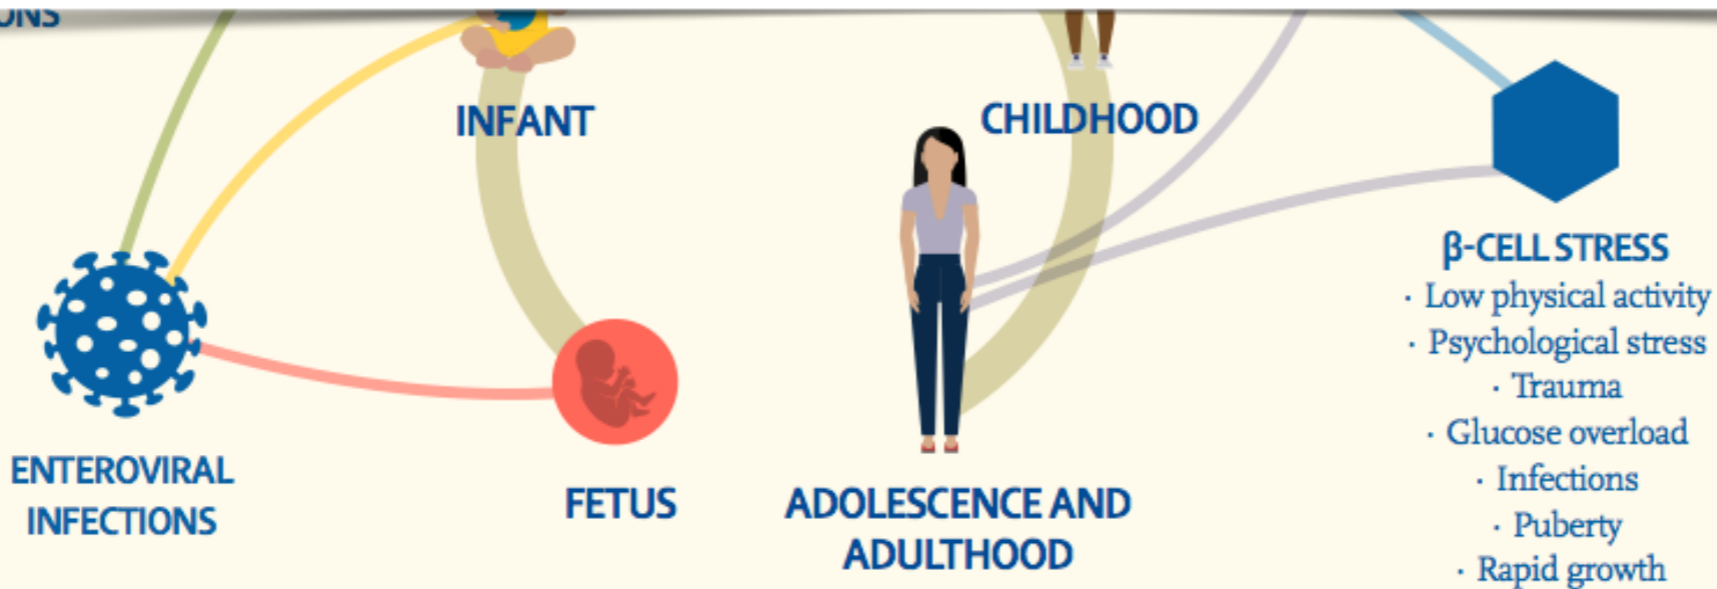 INFANT
CHILDHOOD
β-CELL STRESS
· Low physical activity
· Psychological stress
· Trauma
· Glucose overload
· Infections
· Puberty
· Rapid growth
ENTEROVIRAL
INFECTIONS
FETUS
ADOLESCENCE AND
ADULTHOOD